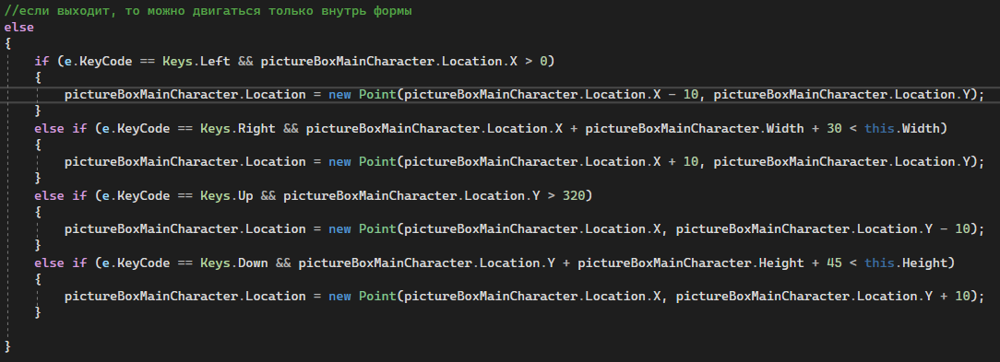 //если выходит, то можно двигаться только внутрь формы
else
{
if (e.KeyCode == Keys.Left && pictureBoxMainCharacter.Location.X > 0)
{
pictureBoxMainCharacter.Location = new Point(pictureBoxMainCharacter.Location.X - 10, pictureBoxMainCharacter.Location.Y);
}
else if (e.KeyCode == Keys.Right && pictureBoxMainCharacter.Location.X + pictureBoxMainCharacter.Width + 30 < this.Width)
{
pictureBoxMainCharacter.Location = new Point(pictureBoxMainCharacter.Location.X + 10, pictureBoxMainCharacter.Location.Y);
}
else if (e.KeyCode == Keys.Up && pictureBoxMainCharacter.Location.Y > 320)
{
pictureBoxMainCharacter.Location = new Point(pictureBoxMainCharacter.Location.X, pictureBoxMainCharacter.Location.Y - 10);
}
else if (e.KeyCode == Keys.Down && pictureBoxMainCharacter.Location.Y + pictureBoxMainCharacter.Height + 45 < this.Height)
{
pictureBoxMainCharacter.Location = new Point(pictureBoxMainCharacter.Location.X, pictureBoxMainCharacter.Location.Y + 10);
}
}